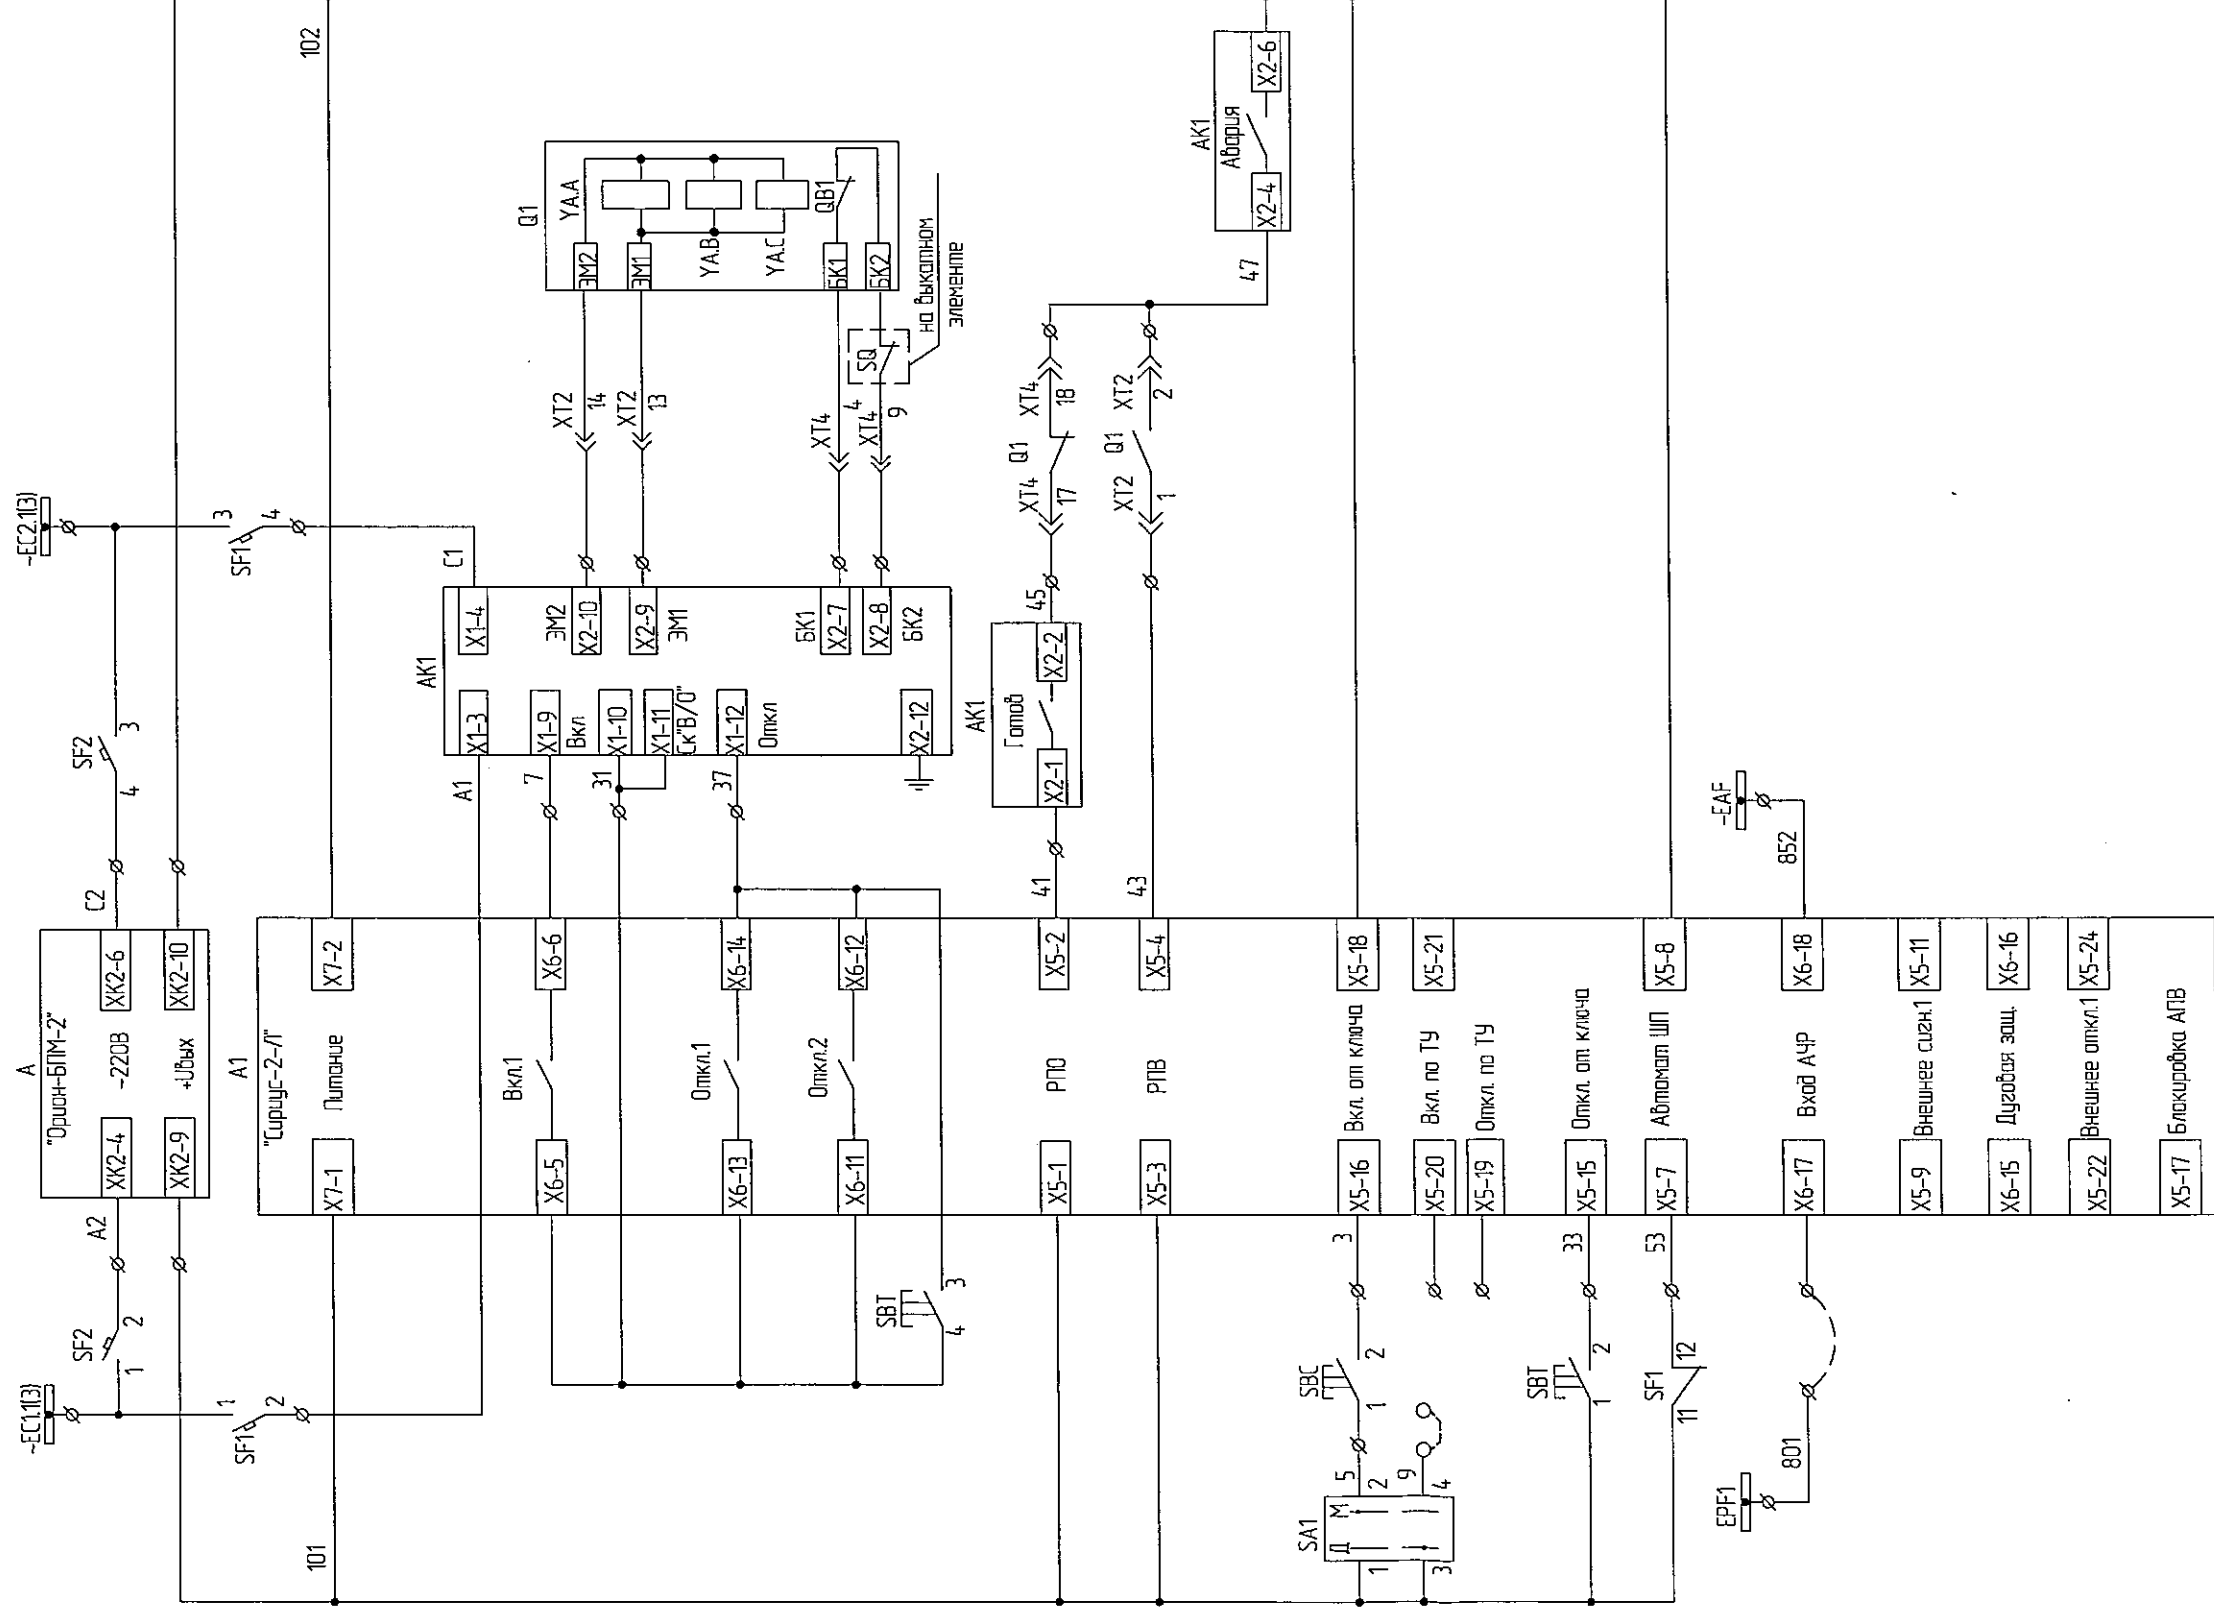 ~EC1.1(3)
SF2
1
2
A2
A
"Орион-БПМ-2"
XK2-4
~220В
XK2-6
C2
4
SF2
3
~EC2.1(3)
XK2-9
+Uвых
XK2-10
SF1
1
2
SF1
3
4
101
A1
"Сириус-2-Л"
X7-1
Питание
X7-2
102
A1
AK1
X1-3
X1-4
C1
X6-5
Вкл.1
X6-6
7
X1-9
Вкл
31
X1-10
X1-11
Ск"В/О"
X6-13
Откл.1
X6-14
37
X1-12
Откл
X6-11
Откл.2
X6-12
X2-12
SBT
4
3
ЭМ2
X2-10
X2-9
ЭМ1
БК1
X2-7
X2-8
БК2
XT2
14
XT2
13
XT4
4
XT4
9
SQ
на выкатном
элементе
Q1
ЭМ2
YA.A
ЭМ1
YA.B
YA.C
БК1
QB1
БК2
X5-1
РПО
X5-2
41
AK1
Готов
X2-1
X2-2
45
XT4
17
Q1
XT4
18
X5-3
РПВ
X5-4
43
XT2
1
Q1
XT2
2
47
AK1
Авария
X2-4
X2-6
SA1
Д
М
1
2
3
4
5
9
SBC
1
2
3
X5-16
Вкл. от ключа
X5-18
X5-20
Вкл. по ТУ
X5-21
X5-19
Откл. по ТУ
SBT
1
2
33
X5-15
Откл. от ключа
SF1
11
12
53
X5-7
Автомат ШП
X5-8
EPF1
801
X6-17
Вход АЧР
X6-18
852
~EAF
X5-9
Внешнее сигн.1
X5-11
X6-15
Дуговая защ.
X6-16
X5-22
Внешнее откл.1
X5-24
X5-17
Блокировка АПВ